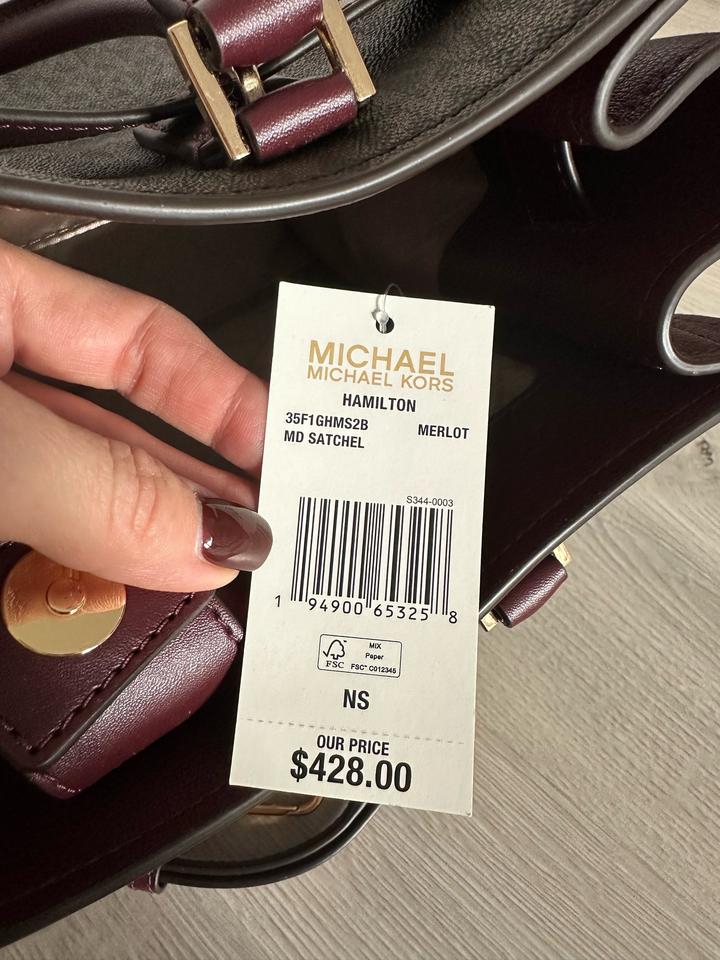 MICHAEL
MICHAEL KORS
HAMILTON
35F1GHMS2B MERLOT
MD SATCHEL
S344-0003
1 94900 65325 8
FSC
MIX
Paper
FSC™ C012345
NS
OUR PRICE
$428.00